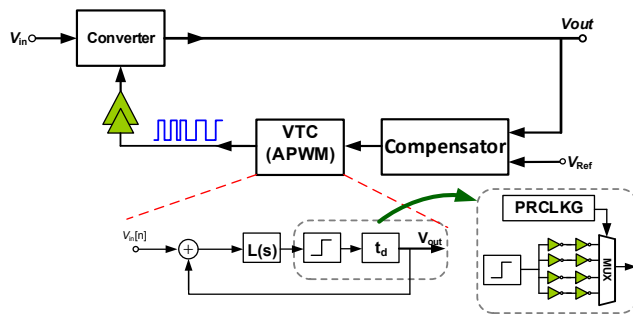 Vin
Converter
Vout
VTC
(APWM)
Compensator
VRef
Vin[n]
+
L(s)
td
Vout
PRCLKG
MUX